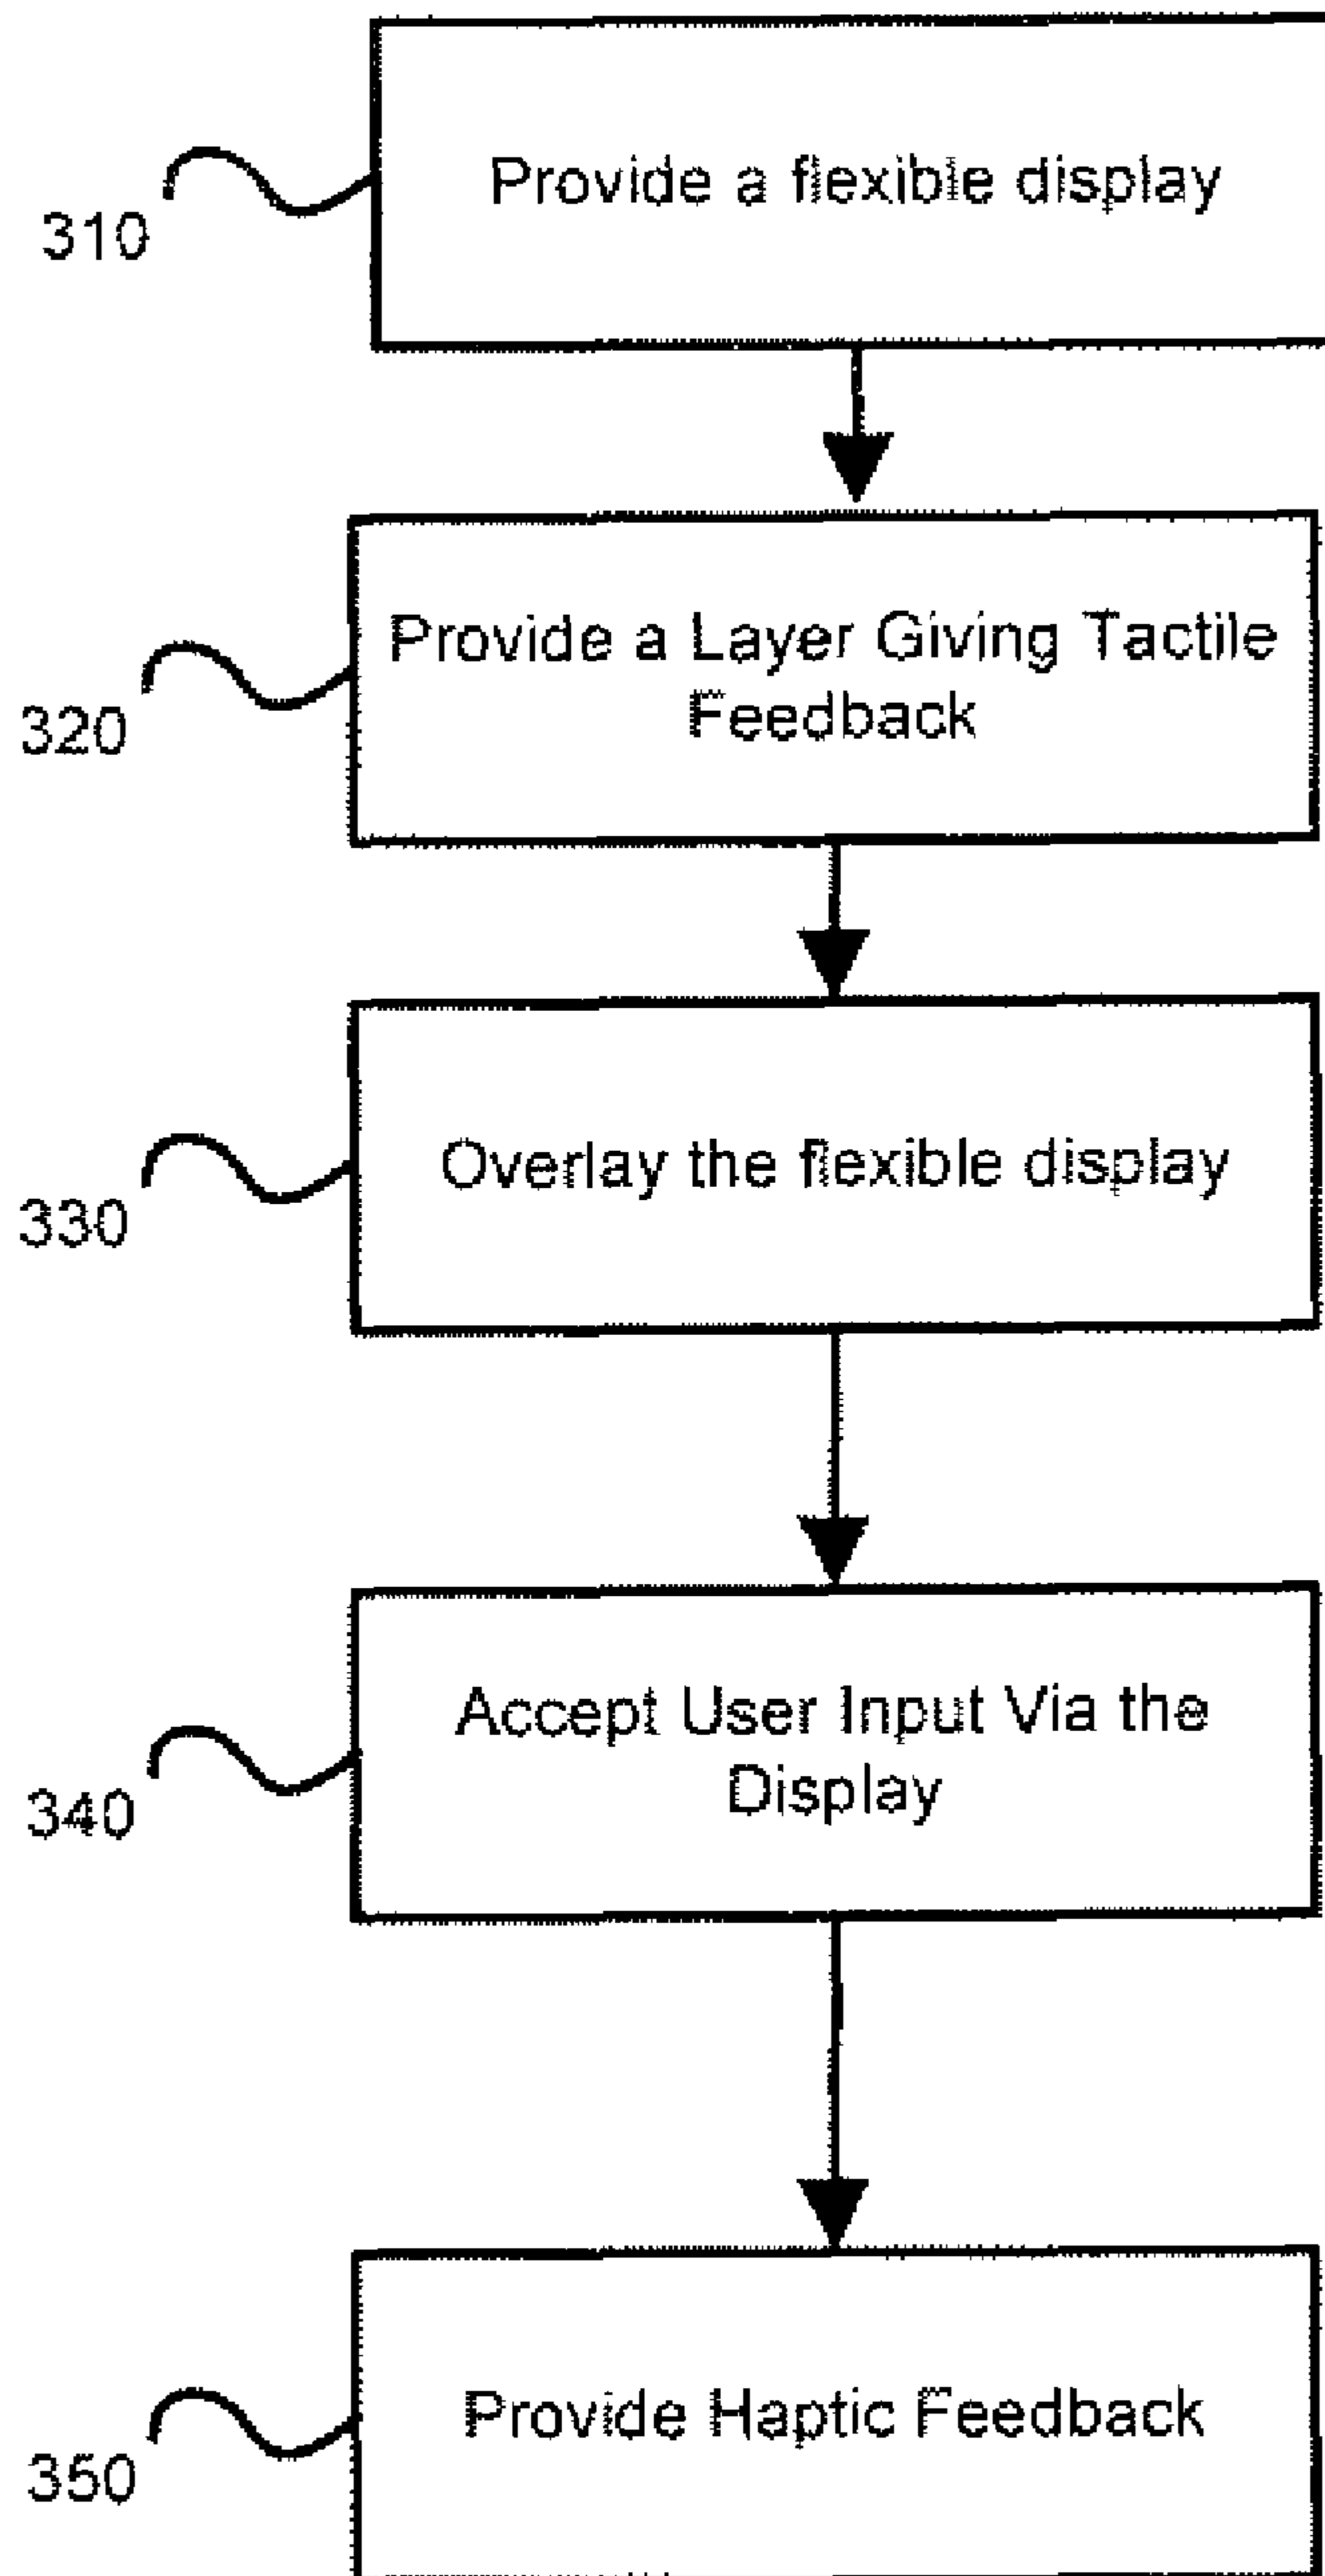 Provide a flexible display
310
Provide a Layer Giving Tactile
Feedback
320
Overlay the flexible display
330
Accept User Input Via the
Display
340
Provide Haptic Feedback
350